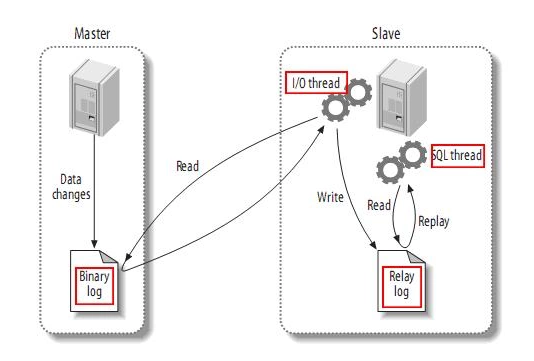 Master
Slave
I/O thread
SQL thread
Read
Data
changes
Write
Read
Replay
Binary
log
Relay
log